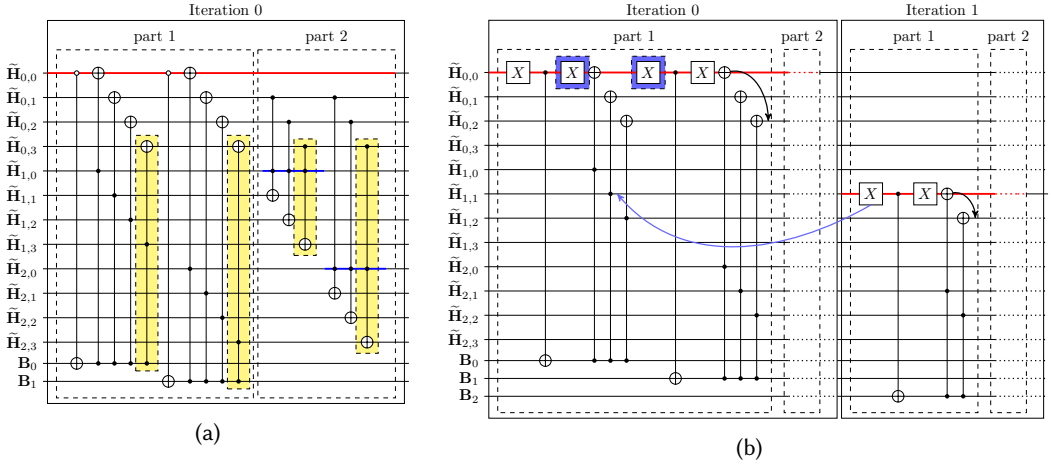 Iteration 0
part 1 part 2
H̃0,0
H̃0,1
H̃0,2
H̃0,3
H̃1,0
H̃1,1
H̃1,2
H̃1,3
H̃2,0
H̃2,1
H̃2,2
H̃2,3
B0
B1
(a)
Iteration 0 Iteration 1
part 1 part 2 part 1 part 2
H̃0,0 X X X X
H̃0,1
H̃0,2
H̃0,3
H̃1,0
H̃1,1 X X
H̃1,2
H̃1,3
H̃2,0
H̃2,1
H̃2,2
H̃2,3
B0
B1
B2
(b)